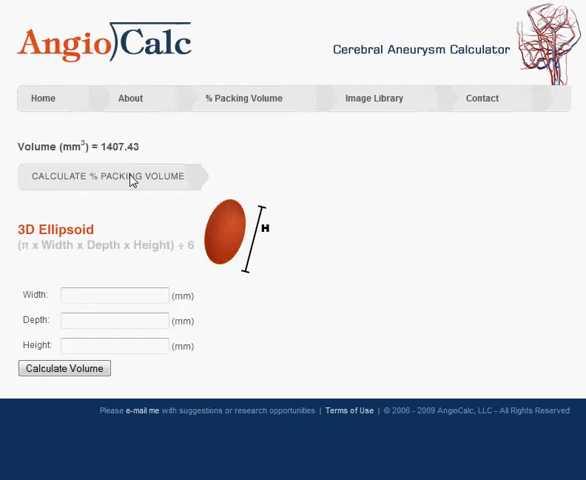 Angio Calc
Cerebral Aneurysm Calculator
Home About % Packing Volume Image Library Contact
Volume (mm3) = 1407.43
CALCULATE % PACKING VOLUME
3D Ellipsoid
(π x Width x Depth x Height) ÷ 6
H
Width: (mm)
Depth: (mm)
Height: (mm)
Calculate Volume
Please e-mail me with suggestions or research opportunities | Terms of Use | © 2006 - 2009 AngioCalc, LLC - All Rights Reserved